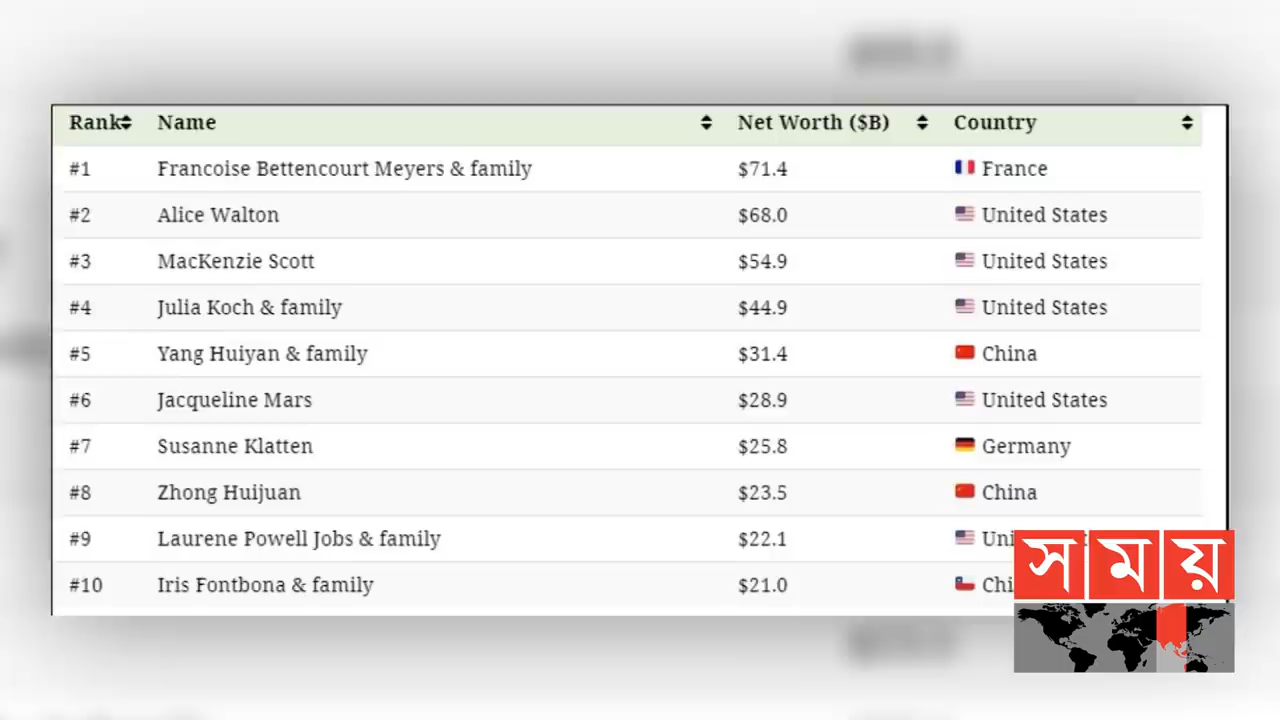 Rank Name Net Worth ($B) Country
#1 Francoise Bettencourt Meyers & family $71.4 France
#2 Alice Walton $68.0 United States
#3 MacKenzie Scott $54.9 United States
#4 Julia Koch & family $44.9 United States
#5 Yang Huiyan & family $31.4 China
#6 Jacqueline Mars $28.9 United States
#7 Susanne Klatten $25.8 Germany
#8 Zhong Huijuan $23.5 China
#9 Laurene Powell Jobs & family $22.1
#10 Iris Fontbona & family $21.0
সময়